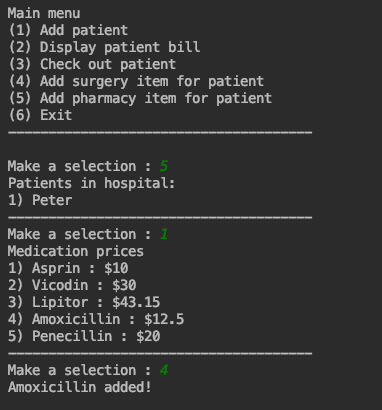 Main menu
(1) Add patient
(2) Display patient bill
(3) Check out patient
(4) Add surgery item for patient
(5) Add pharmacy item for patient
(6) Exit
--------------------------------------
Make a selection : 5
Patients in hospital:
1) Peter
--------------------------------------
Make a selection : 1
Medication prices
1) Asprin : $10
2) Vicodin : $30
3) Lipitor : $43.15
4) Amoxicillin : $12.5
5) Penecillin : $20
--------------------------------------
Make a selection : 4
Amoxicillin added!